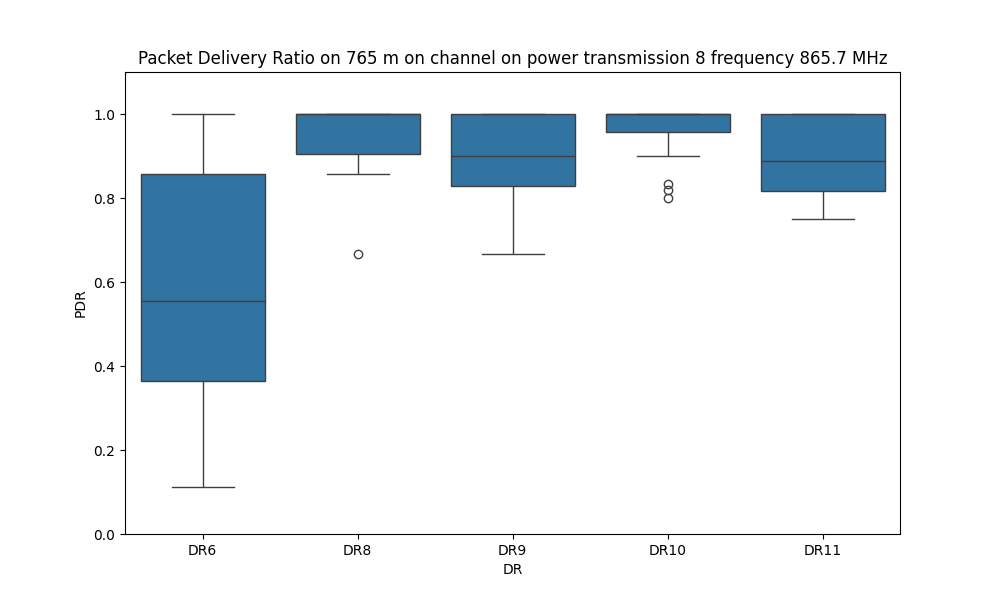 Packet Delivery Ratio on 765 m on channel on power transmission 8 frequency 865.7 MHz
1.0
0.8
0.6
0.4
0.2
0.0
PDR
DR6 DR8 DR9 DR10 DR11
DR